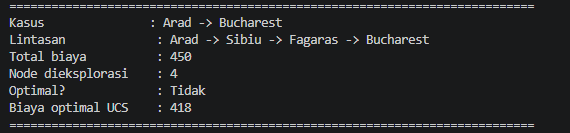 ===========================================================================
Kasus : Arad -> Bucharest
Lintasan : Arad -> Sibiu -> Fagaras -> Bucharest
Total biaya : 450
Node dieksplorasi : 4
Optimal? : Tidak
Biaya optimal UCS : 418
===========================================================================